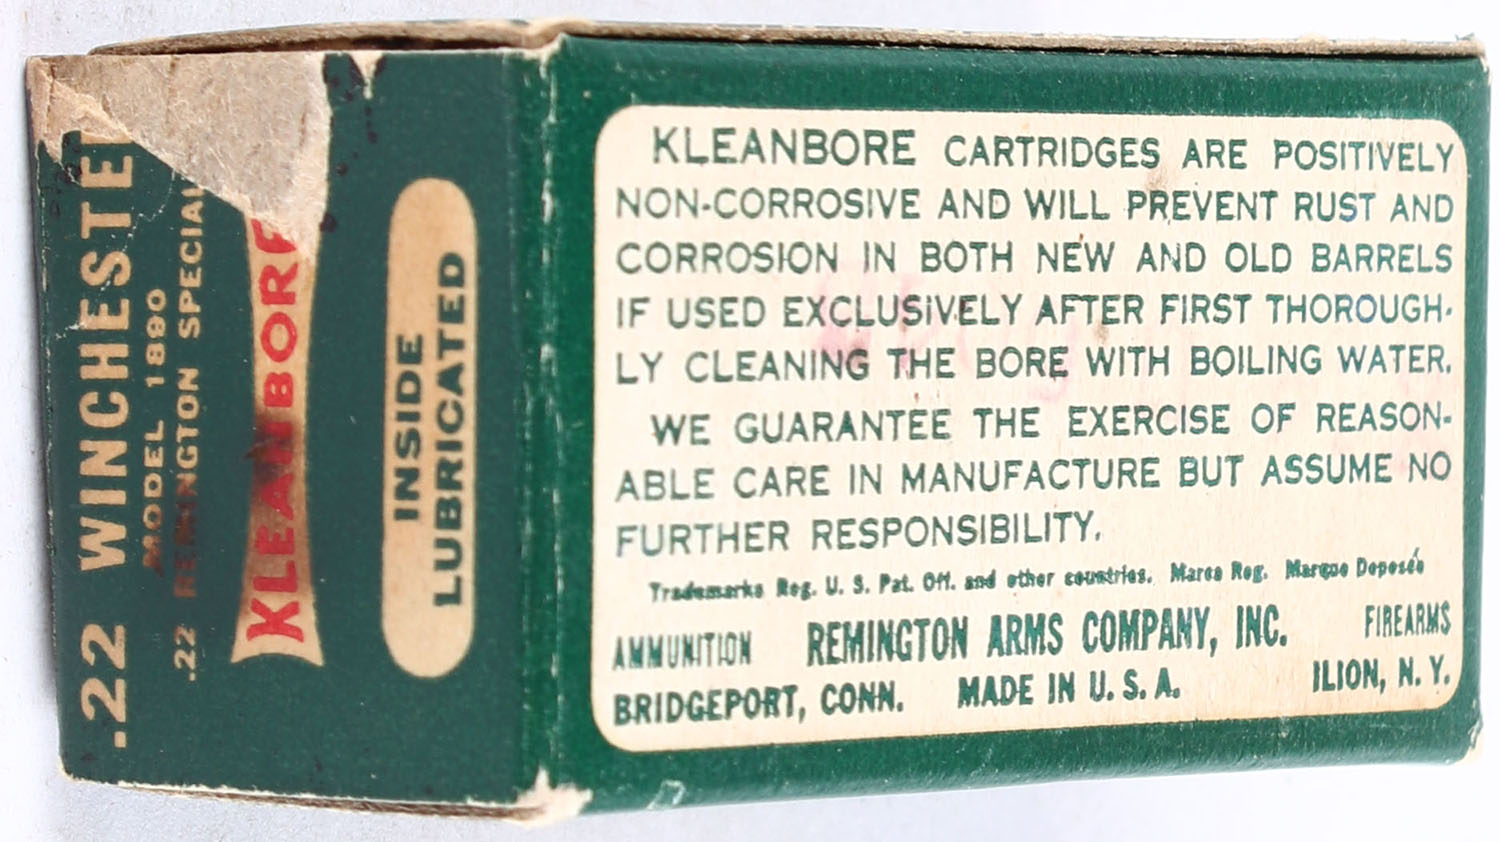 .22 WINCHESTE
MODEL 1890
.22 REMINGTON SPECIAL
KLEANBORE
INSIDE
LUBRICATED
KLEANBORE CARTRIDGES ARE POSITIVELY
NON-CORROSIVE AND WILL PREVENT RUST AND
CORROSION IN BOTH NEW AND OLD BARRELS
IF USED EXCLUSIVELY AFTER FIRST THOROUGH-
LY CLEANING THE BORE WITH BOILING WATER.
WE GUARANTEE THE EXERCISE OF REASON-
ABLE CARE IN MANUFACTURE BUT ASSUME NO
FURTHER RESPONSIBILITY.
Trademarks Reg. U. S. Pat. Off. and other countries. Marca Reg. Marque Deposée
AMMUNITION REMINGTON ARMS COMPANY, INC. FIREARMS
BRIDGEPORT, CONN. MADE IN U. S. A. ILION, N. Y.